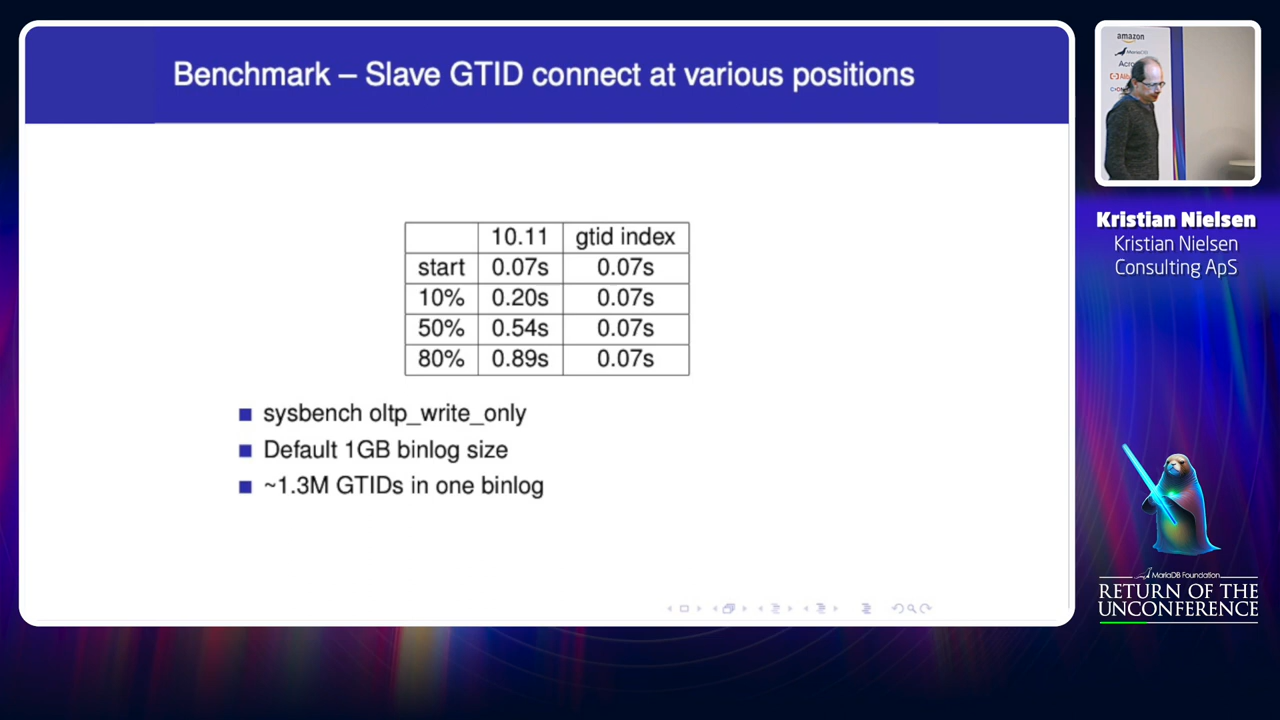 Benchmark – Slave GTID connect at various positions
10.11 gtid index
start 0.07s 0.07s
10% 0.20s 0.07s
50% 0.54s 0.07s
80% 0.89s 0.07s
sysbench oltp_write_only
Default 1GB binlog size
~1.3M GTIDs in one binlog
amazon
MariaDB
Kristian Nielsen
Kristian Nielsen
Consulting ApS
MariaDB Foundation
RETURN OF THE
UNCONFERENCE